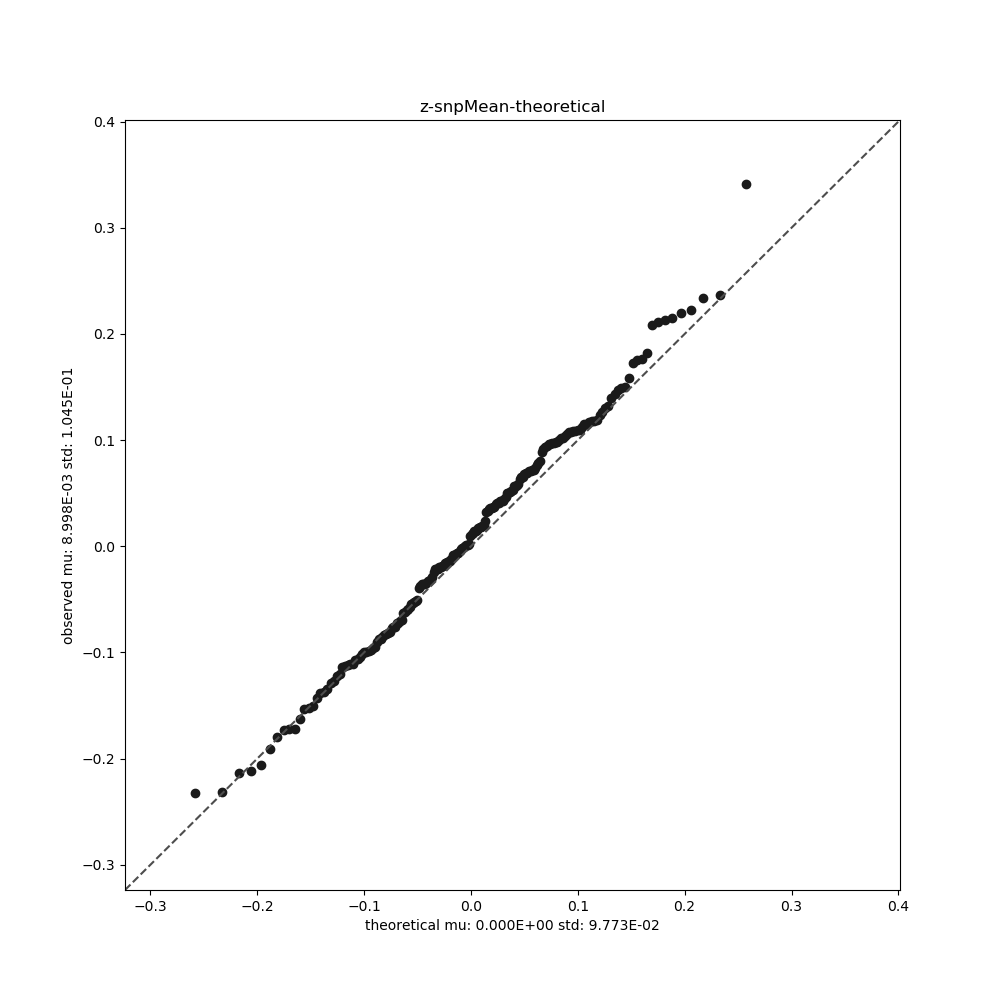 z-snpMean-theoretical
0.4
0.3
0.2
0.1
0.0
−0.1
−0.2
−0.3
observed mu: 8.998E-03 std: 1.045E-01
−0.3 −0.2 −0.1 0.0 0.1 0.2 0.3 0.4
theoretical mu: 0.000E+00 std: 9.773E-02